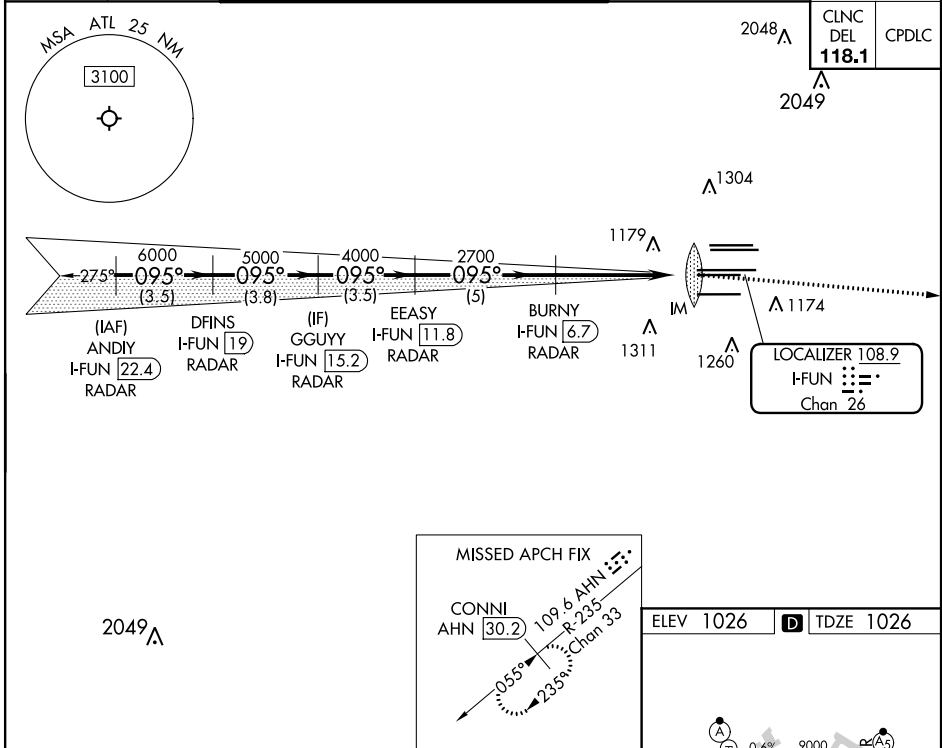 MSA ATL 25 NM
3100
2048
CLNC
DEL
118.1
CPDLC
2049
1304
1179
6000
5000
4000
2700
275°
095°
095°
095°
095°
(3.5)
(3.8)
(3.5)
(5)
IM
1174
1311
1260
(IAF)
ANDIY
I-FUN 22.4
RADAR
DFINS
I-FUN 19
RADAR
(IF)
GGUYY
I-FUN 15.2
RADAR
EEASY
I-FUN 11.8
RADAR
BURNY
I-FUN 6.7
RADAR
LOCALIZER 108.9
I-FUN
Chan 26
MISSED APCH FIX
CONNI
AHN 30.2
109.6 AHN
R-235
Chan 33
055°
235°
2049
ELEV 1026
D
TDZE 1026
A
0.6%
9000
R
A5